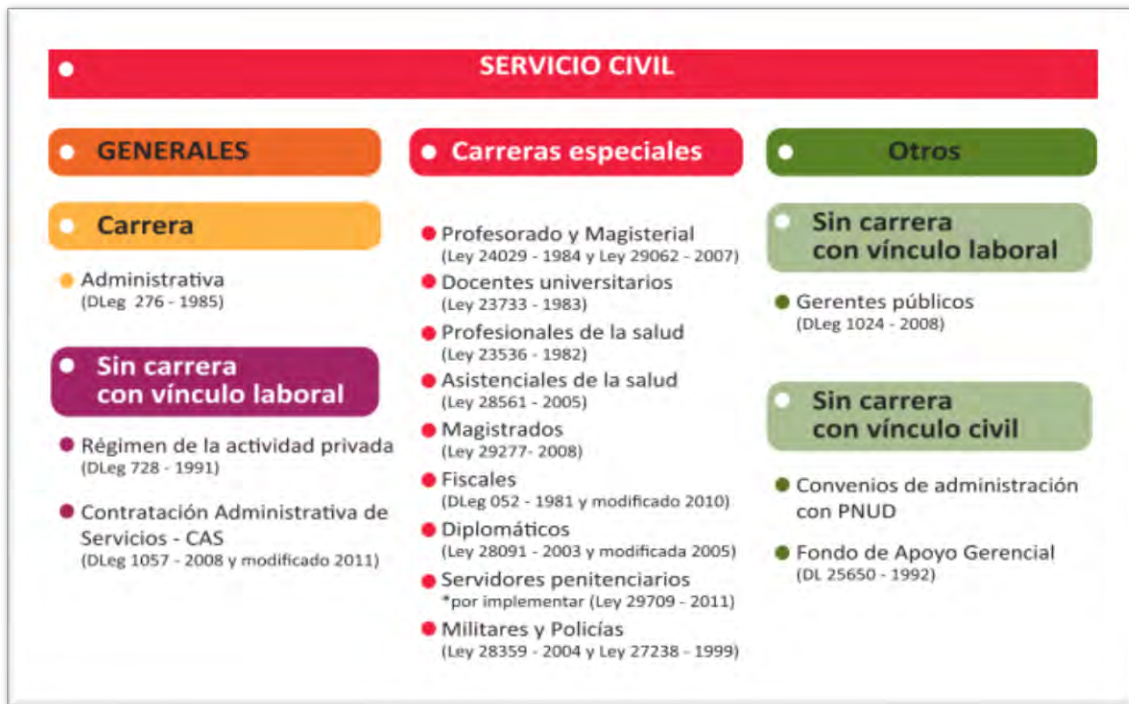 SERVICIO CIVIL
GENERALES
Carrera
Administrativa
(DLeg 276 - 1985)
Sin carrera
con vínculo laboral
Régimen de la actividad privada
(DLeg 728 - 1991)
Contratación Administrativa de
Servicios - CAS
(DLeg 1057 - 2008 y modificado 2011)
Carreras especiales
Profesorado y Magisterial
(Ley 24029 - 1984 y Ley 29062 - 2007)
Docentes universitarios
(Ley 23733 - 1983)
Profesionales de la salud
(Ley 23536 - 1982)
Asistenciales de la salud
(Ley 28561 - 2005)
Magistrados
(Ley 29277- 2008)
Fiscales
(DLeg 052 - 1981 y modificado 2010)
Diplomáticos
(Ley 28091 - 2003 y modificada 2005)
Servidores penitenciarios
*por implementar (Ley 29709 - 2011)
Militares y Policías
(Ley 28359 - 2004 y Ley 27238 - 1999)
Otros
Sin carrera
con vínculo laboral
Gerentes públicos
(DLeg 1024 - 2008)
Sin carrera
con vínculo civil
Convenios de administración
con PNUD
Fondo de Apoyo Gerencial
(DL 25650 - 1992)